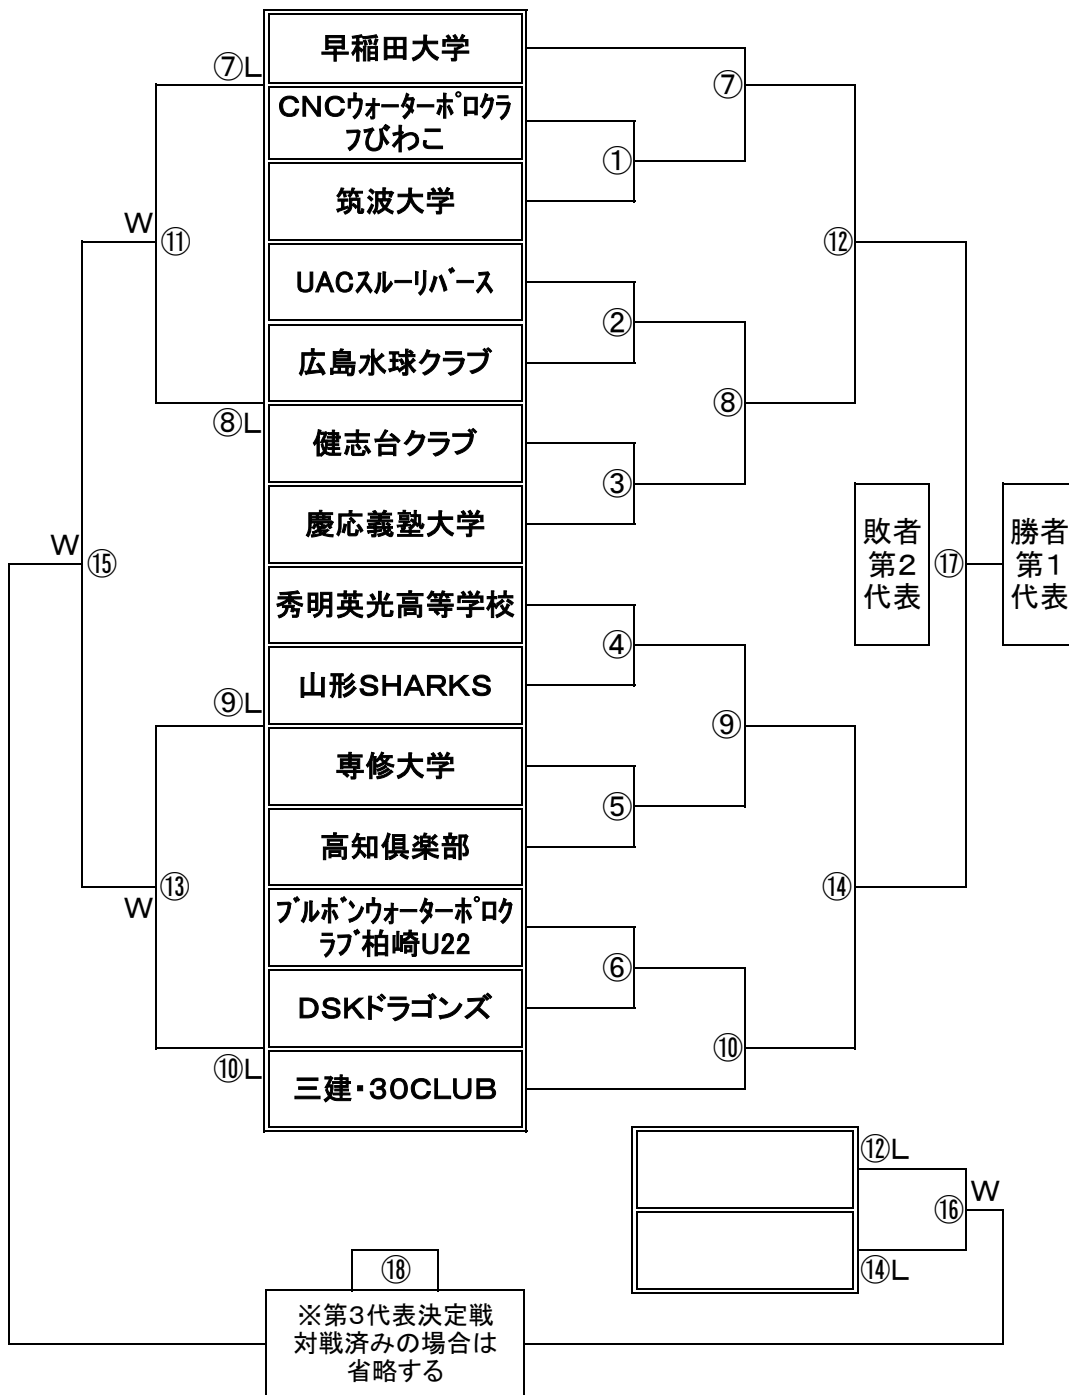 早稲田大学
⑦L
⑦
CNCウォーターポロクラ
ブびわこ
①
筑波大学
W
⑪
⑫
UACスルーリバース
②
広島水球クラブ
⑧
⑧L
健志台クラブ
③
慶応義塾大学
W
⑮
敗者
第2
代表
⑰
勝者
第1
代表
秀明英光高等学校
④
山形SHARKS
⑨L
⑨
専修大学
⑤
高知倶楽部
⑬
W
⑭
ブルボンウォーターポロク
ラブ柏崎U22
⑥
DSKドラゴンズ
⑩
⑩L
三建・30CLUB
⑫L
W
⑯
⑭L
⑱
※第3代表決定戦
対戦済みの場合は
省略する